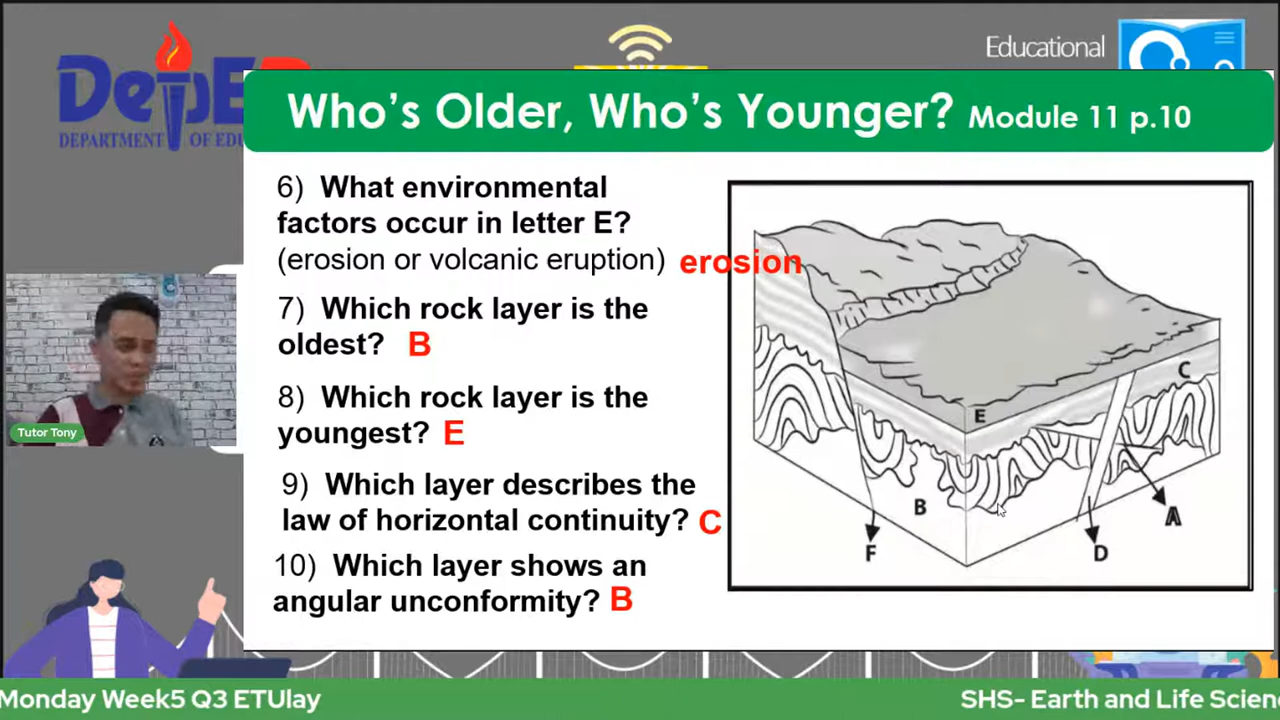 DepED
DEPARTMENT OF EDU
Educational
Who's Older, Who's Younger? Module 11 p.10
6) What environmental
factors occur in letter E?
(erosion or volcanic eruption) erosion
7) Which rock layer is the
oldest? B
8) Which rock layer is the
youngest? E
9) Which layer describes the
law of horizontal continuity? C
10) Which layer shows an
angular unconformity? B
C
E
B
A
F
D
Tutor Tony
Monday Week5 Q3 ETUlay
SHS- Earth and Life Scien